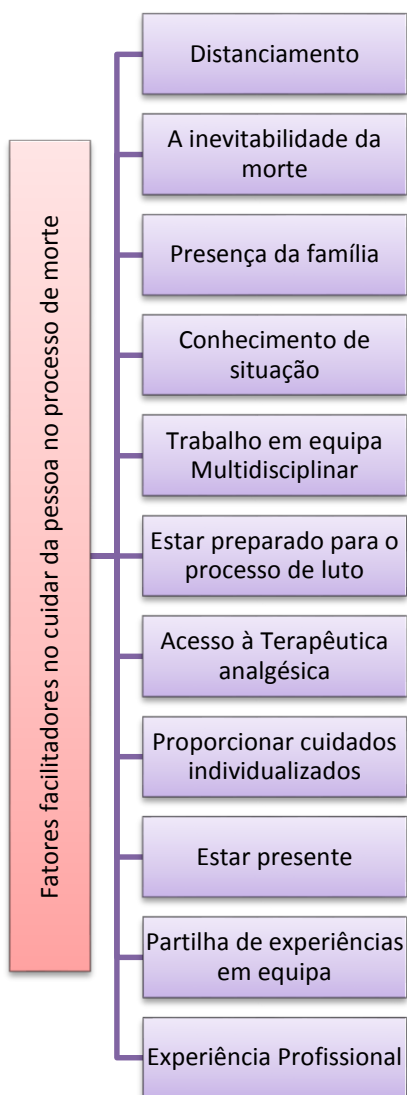 Fatores facilitadores no cuidar da pessoa no processo de morte
Distanciamento
A inevitabilidade da
morte
Presença da família
Conhecimento de
situação
Trabalho em equipa
Multidisciplinar
Estar preparado para o
processo de luto
Acesso à Terapêutica
analgésica
Proporcionar cuidados
individualizados
Estar presente
Partilha de experiências
em equipa
Experiência Profissional